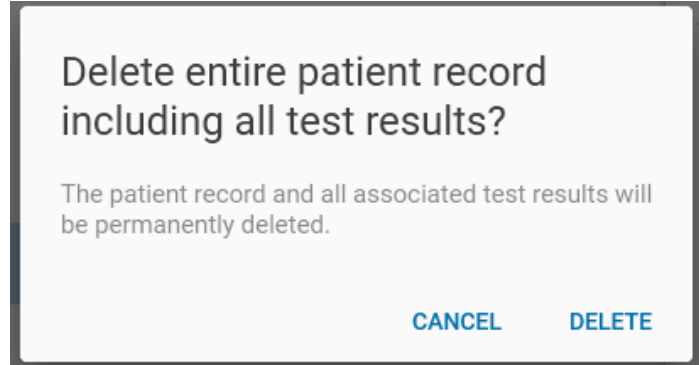 Delete entire patient record
including all test results?
The patient record and all associated test results will
be permanently deleted.
CANCEL DELETE